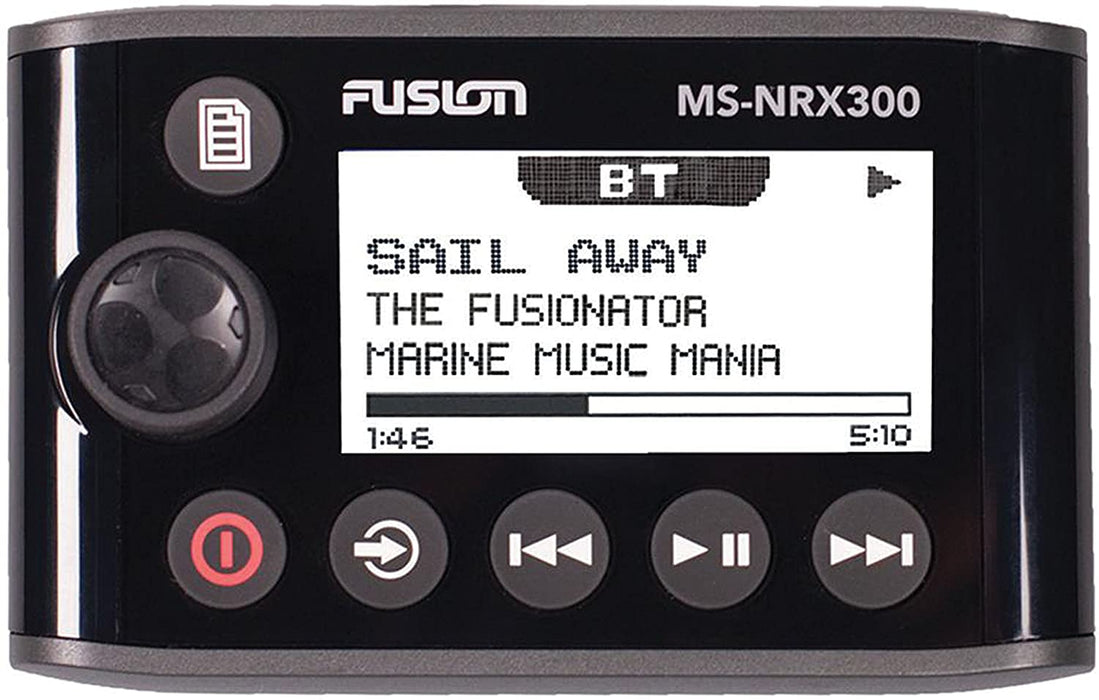 FUSION
MS-NRX300
BT
SAIL AWAY
THE FUSIONATOR
MARINE MUSIC MANIA
1:46
5:10